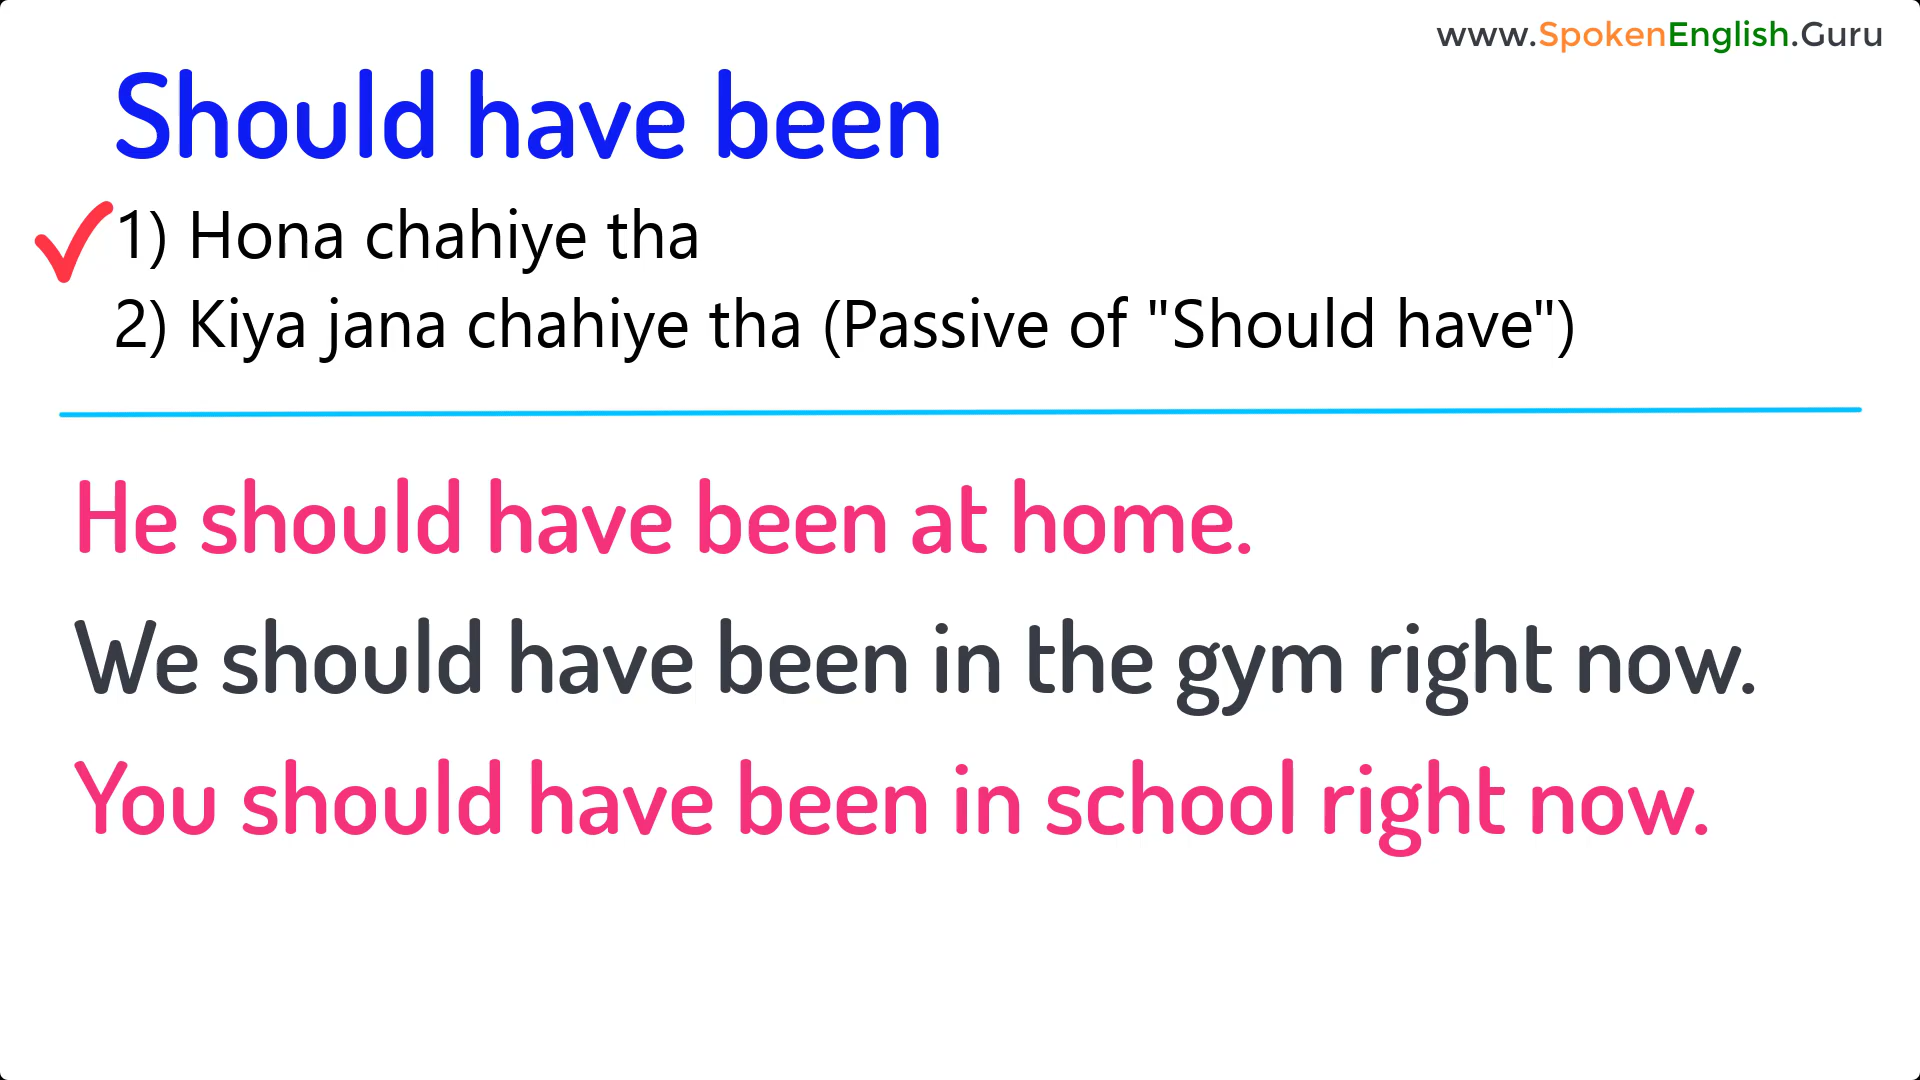 www.SpokenEnglish.Guru
Should have been
1) Hona chahiye tha
2) Kiya jana chahiye tha (Passive of "Should have")
He should have been at home.
We should have been in the gym right now.
You should have been in school right now.